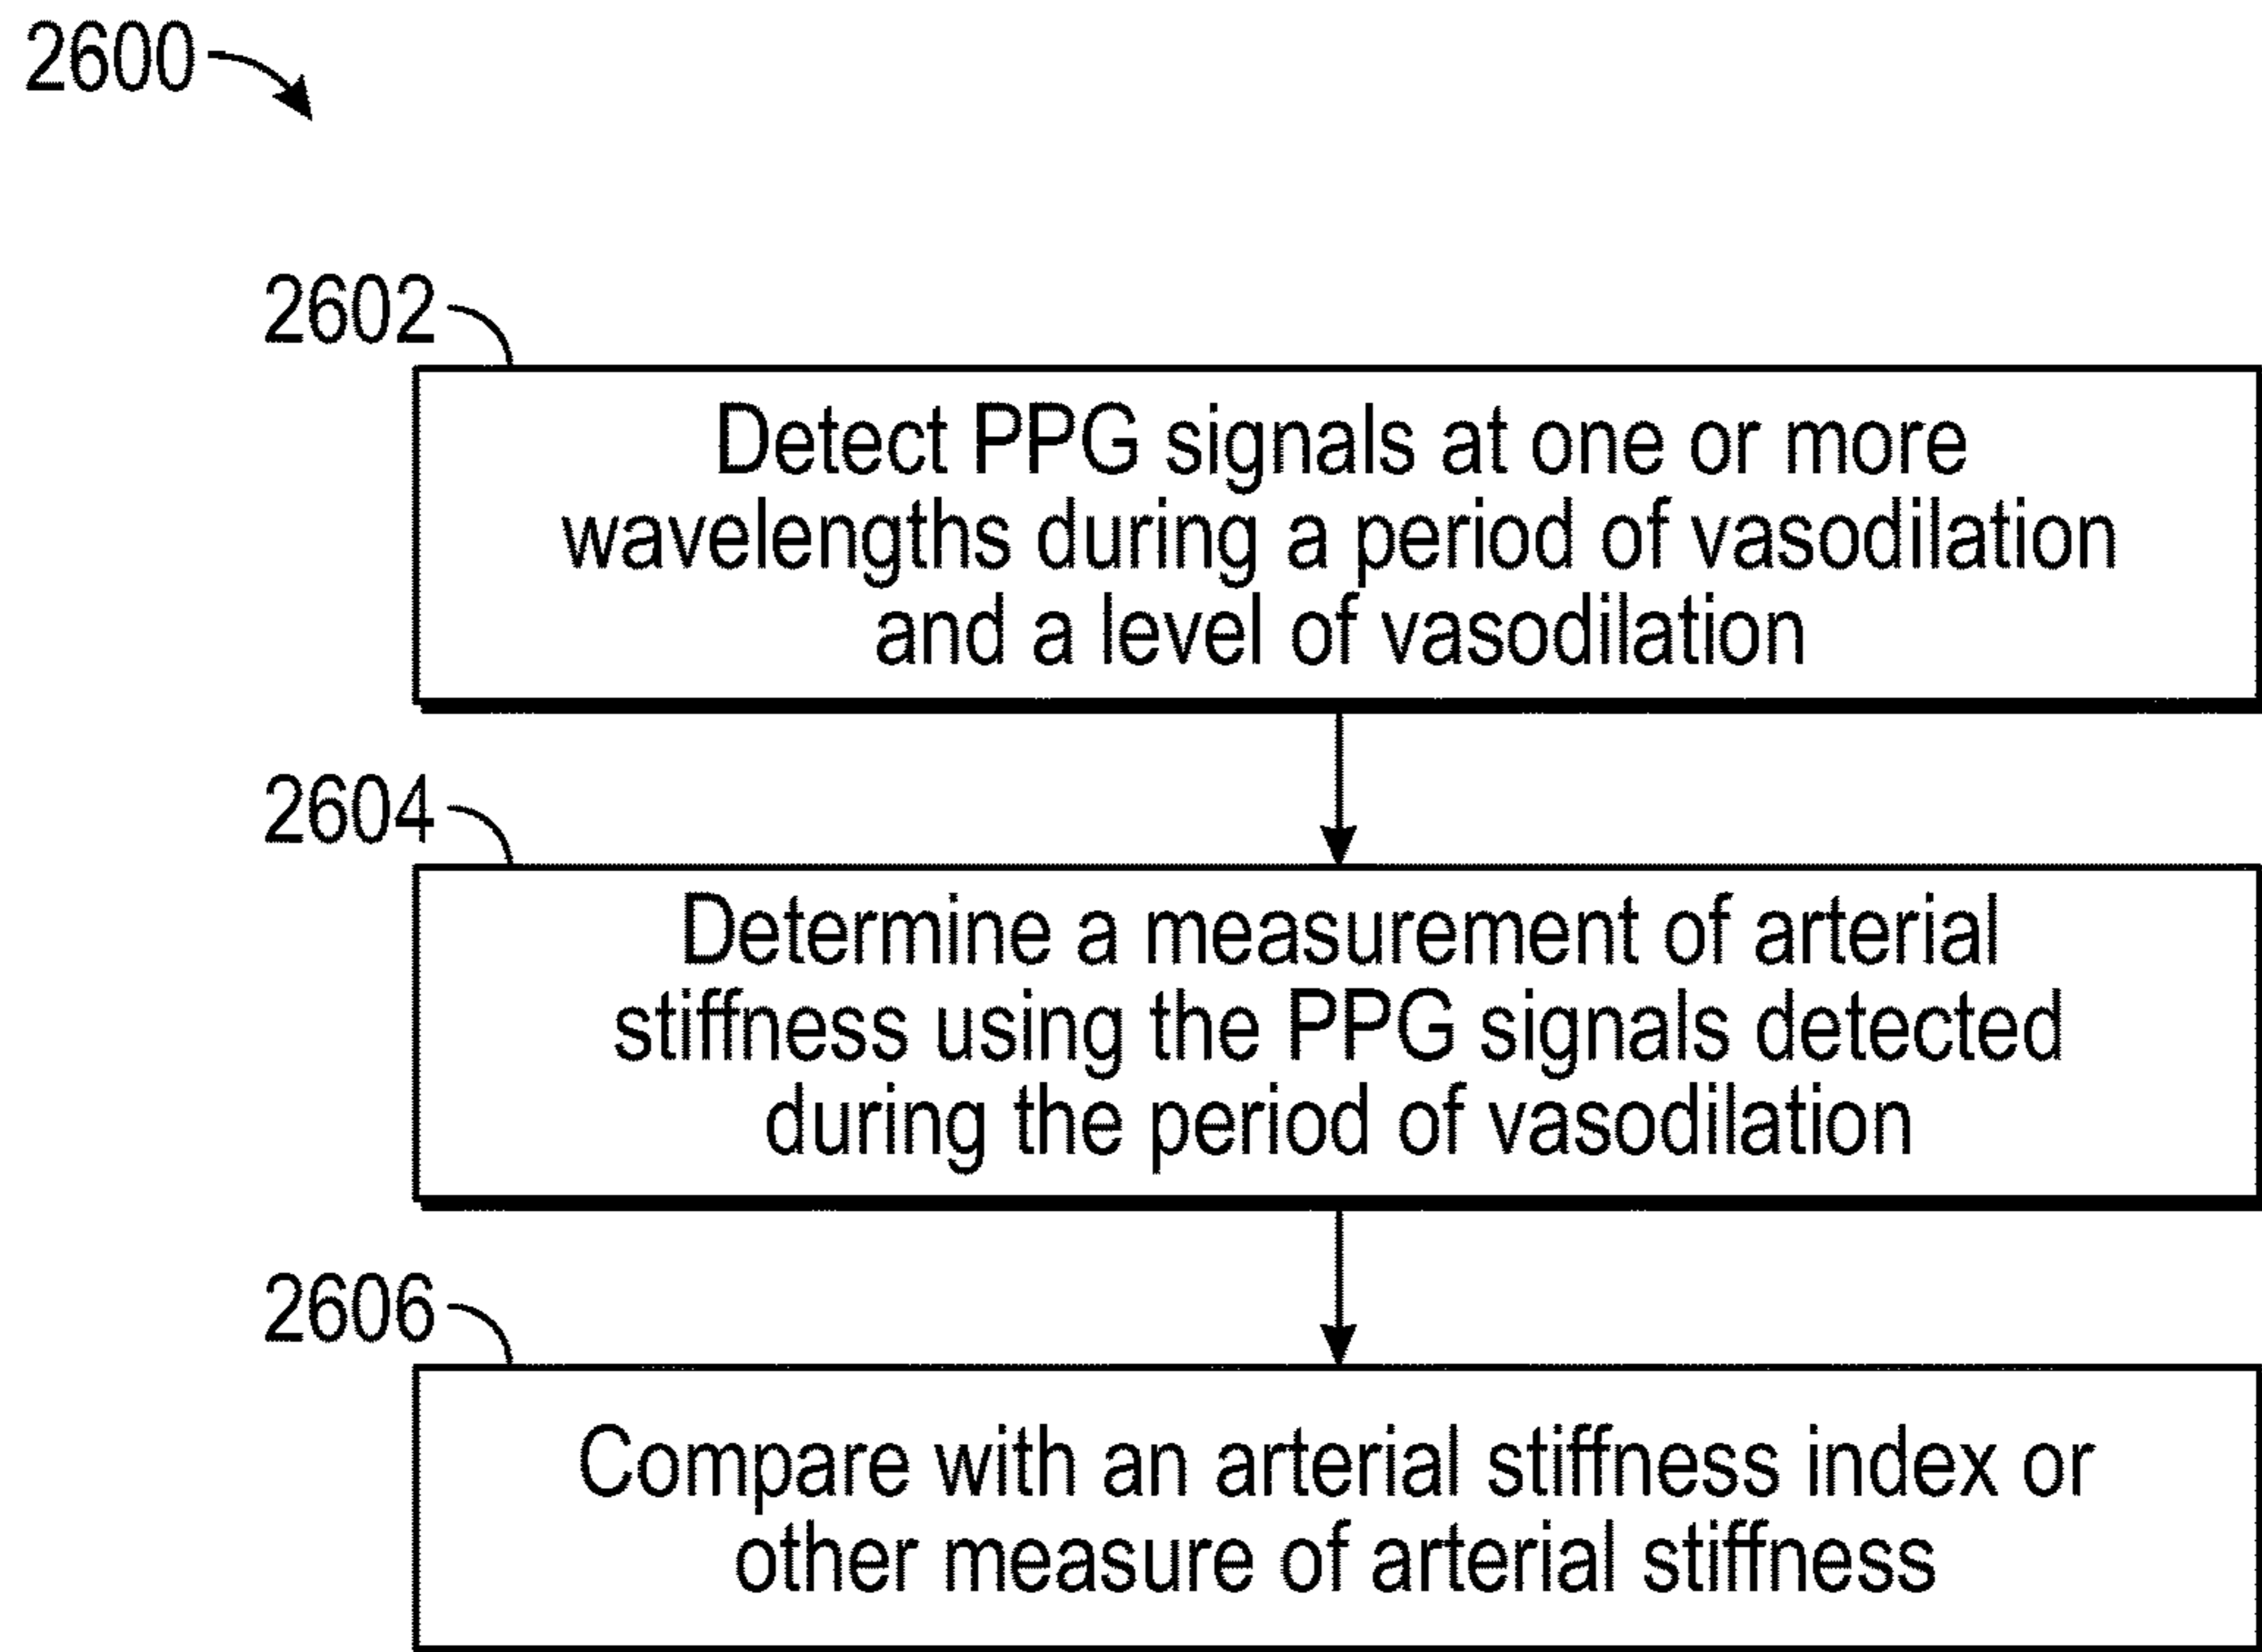 2600
2602
Detect PPG signals at one or more
wavelengths during a period of vasodilation
and a level of vasodilation
2604
Determine a measurement of arterial
stiffness using the PPG signals detected
during the period of vasodilation
2606
Compare with an arterial stiffness index or
other measure of arterial stiffness